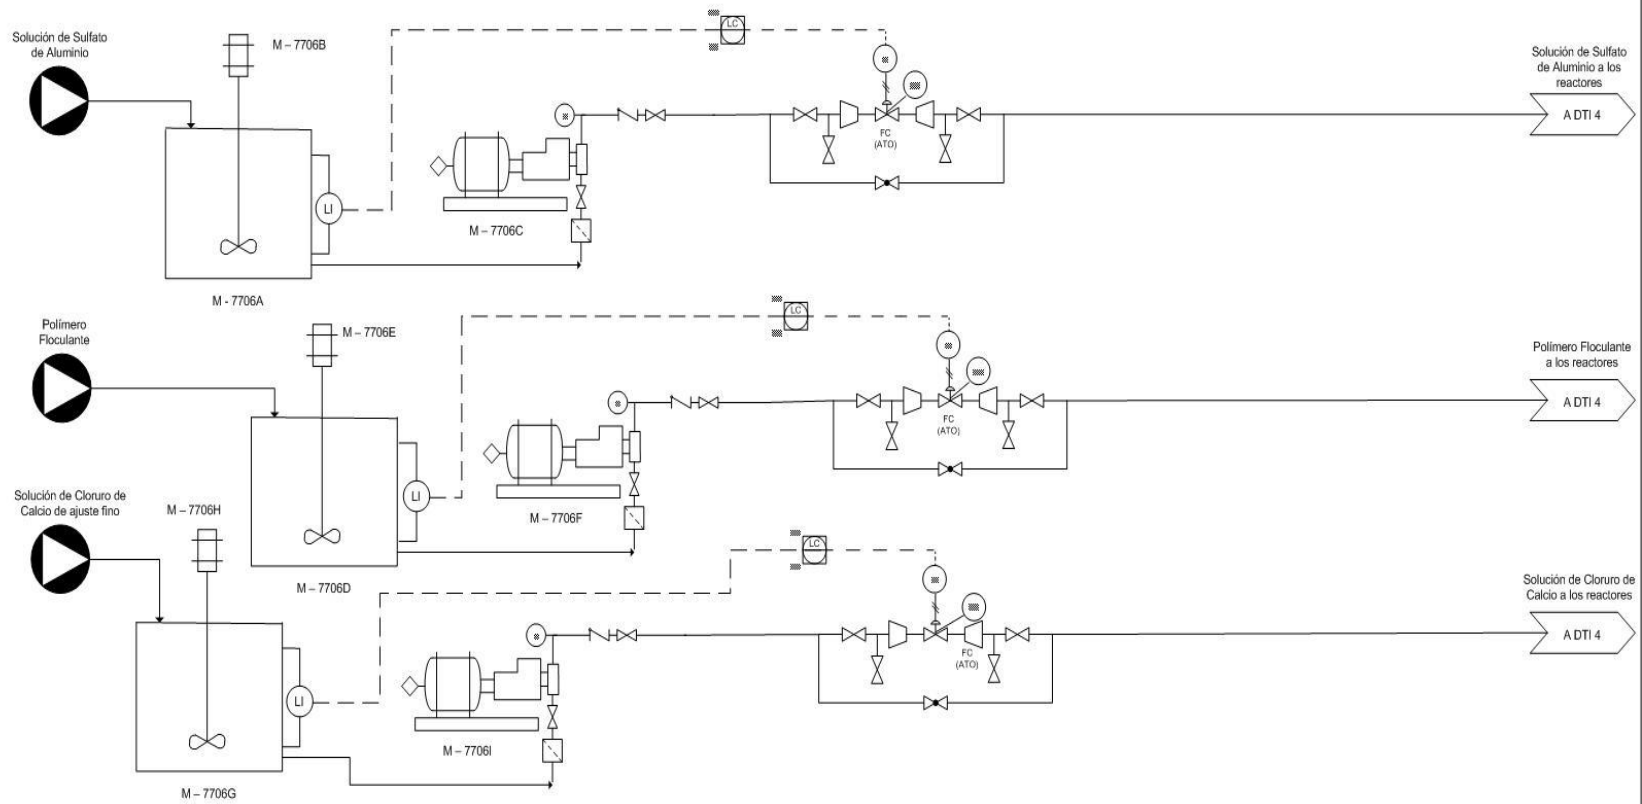 Solución de Sulfato
de Aluminio
M – 7706B
LC
Solución de Sulfato
de Aluminio a los
reactores
A DTI 4
FC
(ATO)
LI
M – 7706C
M - 7706A
Polímero
Floculante
M – 7706E
LC
Polímero Floculante
a los reactores
A DTI 4
FC
(ATO)
LI
M – 7706F
M – 7706D
Solución de Cloruro de
Calcio de ajuste fino
M – 7706H
LC
Solución de Cloruro de
Calcio a los reactores
A DTI 4
FC
(ATO)
LI
M – 7706I
M – 7706G